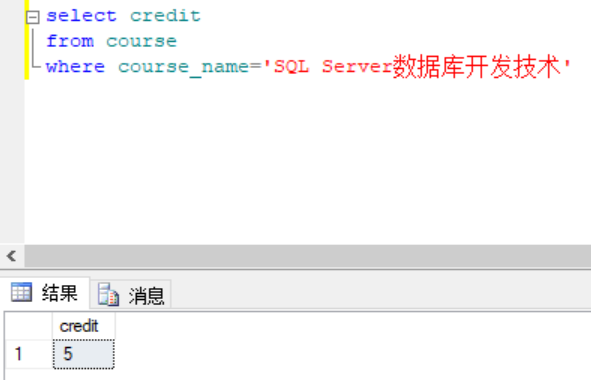 select credit
from course
where course_name='SQL Server数据库开发技术'
结果 消息
credit
1 5